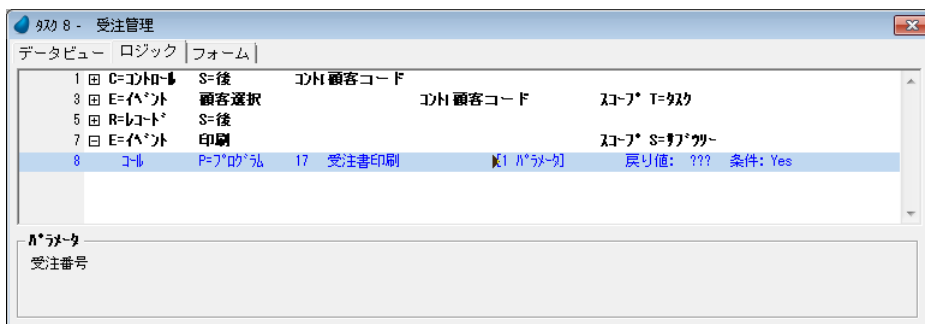 ﾀｽｸ 8 - 受注管理
データビュー ロジック フォーム
1 C=ｺﾝﾄﾛｰﾙ S=後 ｺﾝﾄﾛ 顧客コード
3 E=ｲﾍﾞﾝﾄ 顧客選択 ｺﾝﾄﾛ 顧客コード ｽｺｰﾌﾟ T=ﾀｽｸ
5 R=ﾚｺｰﾄﾞ S=後
7 E=ｲﾍﾞﾝﾄ 印刷 ｽｺｰﾌﾟ S=ｻﾌﾞﾂﾘｰ
8 ｺｰﾙ P=ﾌﾟﾛｸﾞﾗﾑ 17 受注書印刷 [1 ﾊﾟﾗﾒｰﾀ] 戻り値: ??? 条件: Yes
ﾊﾟﾗﾒｰﾀ
受注番号